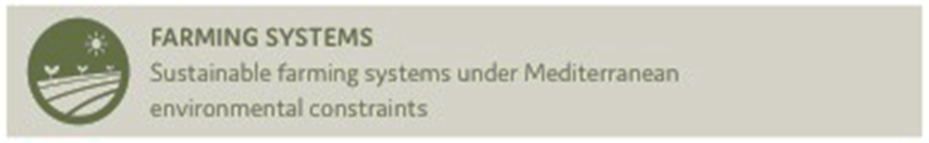 FARMING SYSTEMS
Sustainable farming systems under Mediterranean
environmental constraints